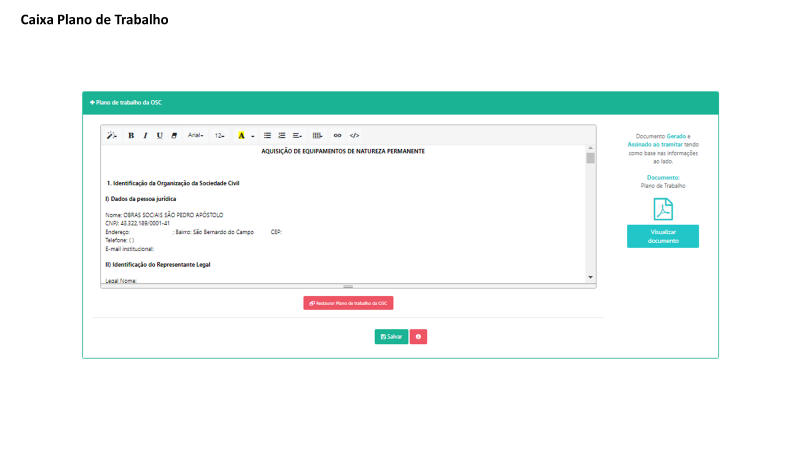 Caixa Plano de Trabalho
Plano de trabalho da OSC
B I U Arial 12 A </>
AQUISIÇÃO DE EQUIPAMENTOS DE NATUREZA PERMANENTE
1. Identificação da Organização da Sociedade Civil
I) Dados da pessoa jurídica
Nome: OBRAS SOCIAIS SÃO PEDRO APÓSTOLO
CNPJ: 43.322.189/0001-41
Endereço: ; Bairro: São Bernardo do Campo CEP:
Telefone: ( )
E-mail institucional:
II) Identificação do Representante Legal
Legal Nome:
Restaurar Plano de trabalho da OSC
Salvar
Documento Gerado e
Assinado ao tramitar tendo
como base nas informações
ao lado.
Documento:
Plano de Trabalho
Visualizar
documento